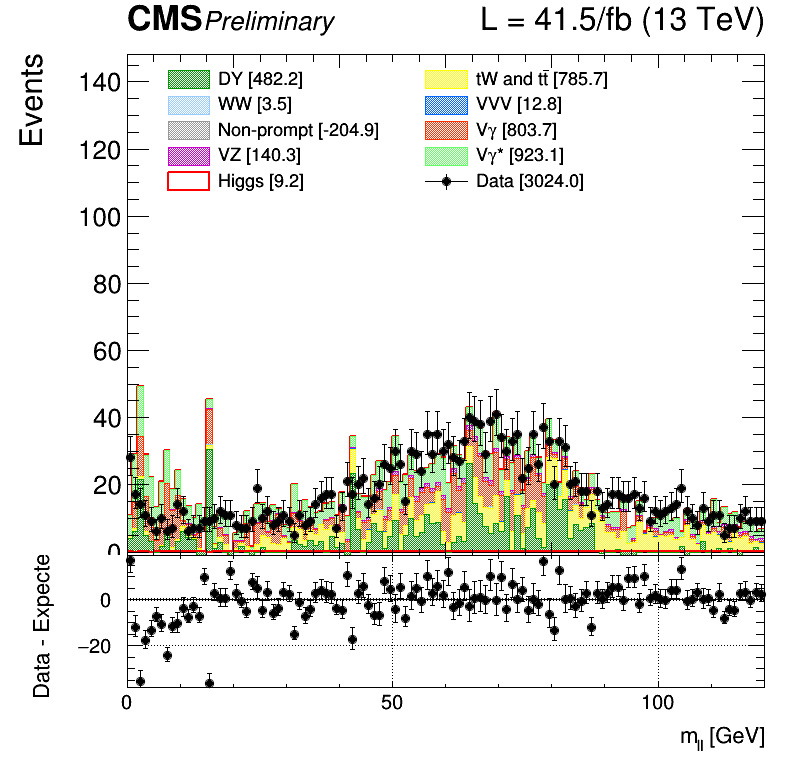 CMS Preliminary L = 41.5/fb (13 TeV)
Events
140
120
100
80
60
40
20
0
DY [482.2]
WW [3.5]
Non-prompt [-204.9]
VZ [140.3]
Higgs [9.2]
tW and tt̄ [785.7]
VVV [12.8]
Vγ [803.7]
Vγ* [923.1]
Data [3024.0]
Data - Expecte
0
−20
0 50 100
m_ll [GeV]